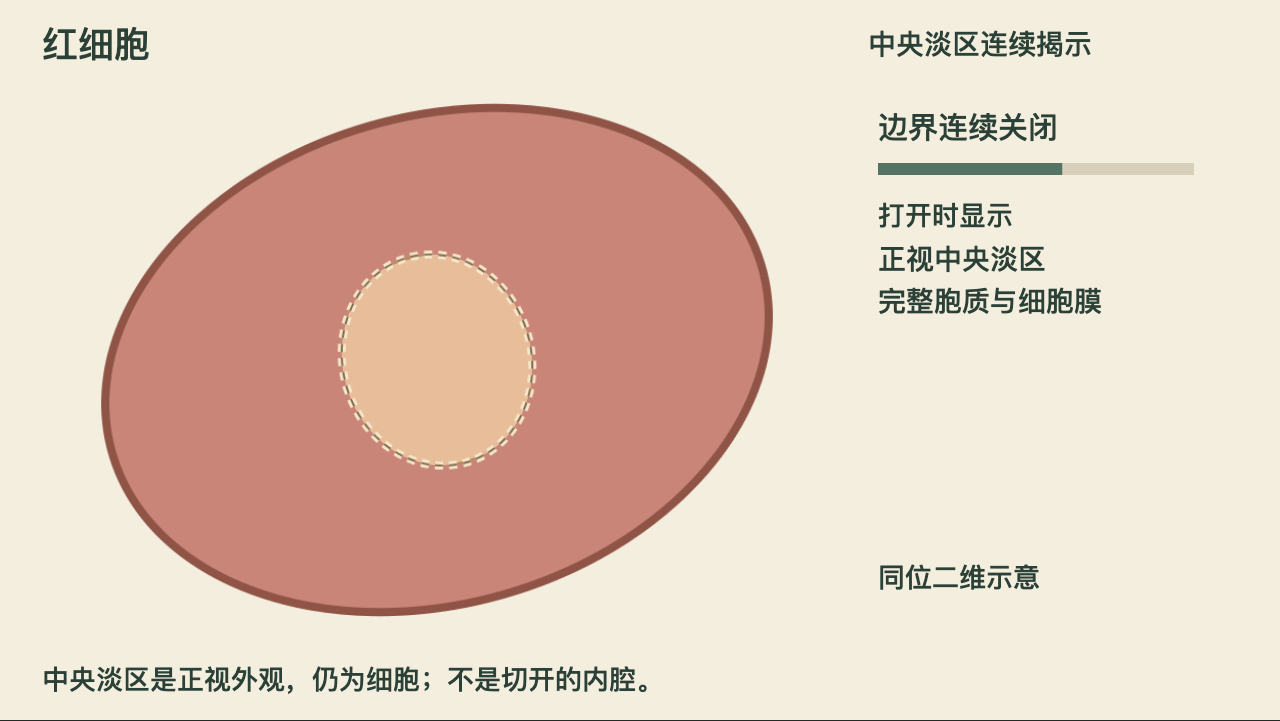 红细胞
中央淡区连续揭示
边界连续关闭
打开时显示
正视中央淡区
完整胞质与细胞膜
同位二维示意
中央淡区是正视外观，仍为细胞；不是切开的内腔。